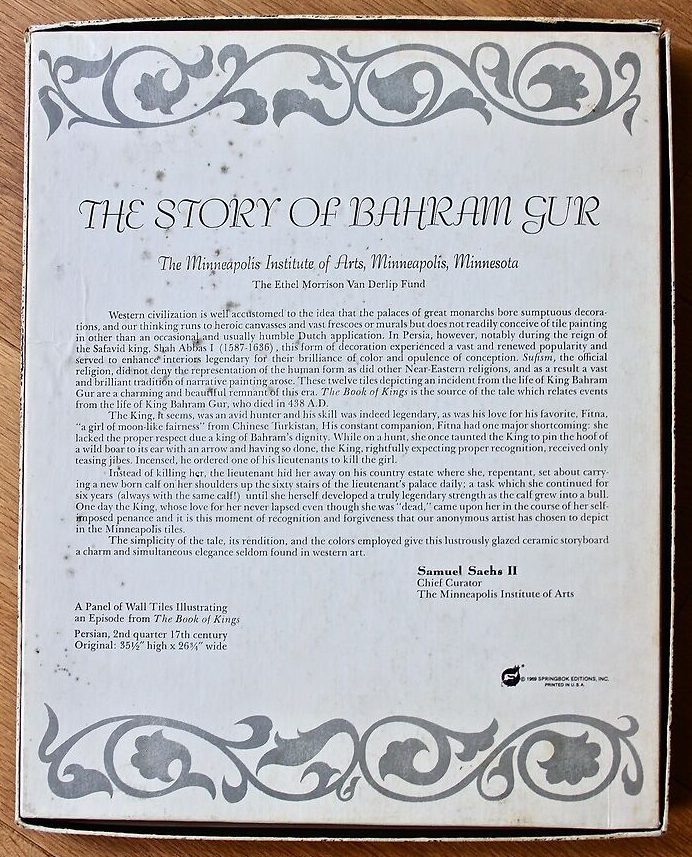 THE STORY OF BAHRAM GUR
The Minneapolis Institute of Arts, Minneapolis, Minnesota
The Ethel Morrison Van Derlip Fund
Western civilization is well accustomed to the idea that the palaces of great monarchs bore sumptuous decora-
tions, and our thinking runs to heroic canvasses and vast frescoes or murals but does not readily conceive of tile painting
in other than an occasional and usually humble Dutch application. In Persia, however, notably during the reign of
the Safavid king, Shah Abbas I (1587-1636), this form of decoration experienced a vast and renewed popularity and
served to enhance interiors legendary for their brilliance of color and opulence of conception. Sufism, the official
religion, did not deny the representation of the human form as did other Near-Eastern religions, and as a result a vast
and brilliant tradition of narrative painting arose. These twelve tiles depicting an incident from the life of King Bahram
Gur are a charming and beautiful remnant of this era. The Book of Kings is the source of the tale which relates events
from the life of King Bahram Gur, who died in 438 A.D.
The King, It seems, was an avid hunter and his skill was indeed legendary, as was his love for his favorite, Fitna,
"a girl of moon-like fairness" from Chinese Turkistan. His constant companion, Fitna had one major shortcoming: she
lacked the proper respect due a king of Bahram's dignity. While on a hunt, she once taunted the King to pin the hoof of
a wild boar to its ear with an arrow and having so done, the King, rightfully expecting proper recognition, received only
teasing jibes. Incensed, he ordered one of his lieutenants to kill the girl.
Instead of killing her, the lieutenant hid her away on his country estate where she, repentant, set about carry-
ing a new born calf on her shoulders up the sixty stairs of the lieutenant's palace daily; a task which she continued for
six years (always with the same calf!) until she herself developed a truly legendary strength as the calf grew into a bull.
One day the King, whose love for her never lapsed even though she was "dead," came upon her in the course of her self-
imposed penance and it is this moment of recognition and forgiveness that our anonymous artist has chosen to depict
in the Minneapolis tiles.
The simplicity of the tale, its rendition, and the colors employed give this lustrously glazed ceramic storyboard
a charm and simultaneous elegance seldom found in western art.
Samuel Sachs II
Chief Curator
The Minneapolis Institute of Arts
A Panel of Wall Tiles Illustrating
an Episode from The Book of Kings
Persian, 2nd quarter 17th century
Original: 35½" high x 26¾" wide
© 1969 SPRINGBOK EDITIONS, INC.
PRINTED IN U.S.A.